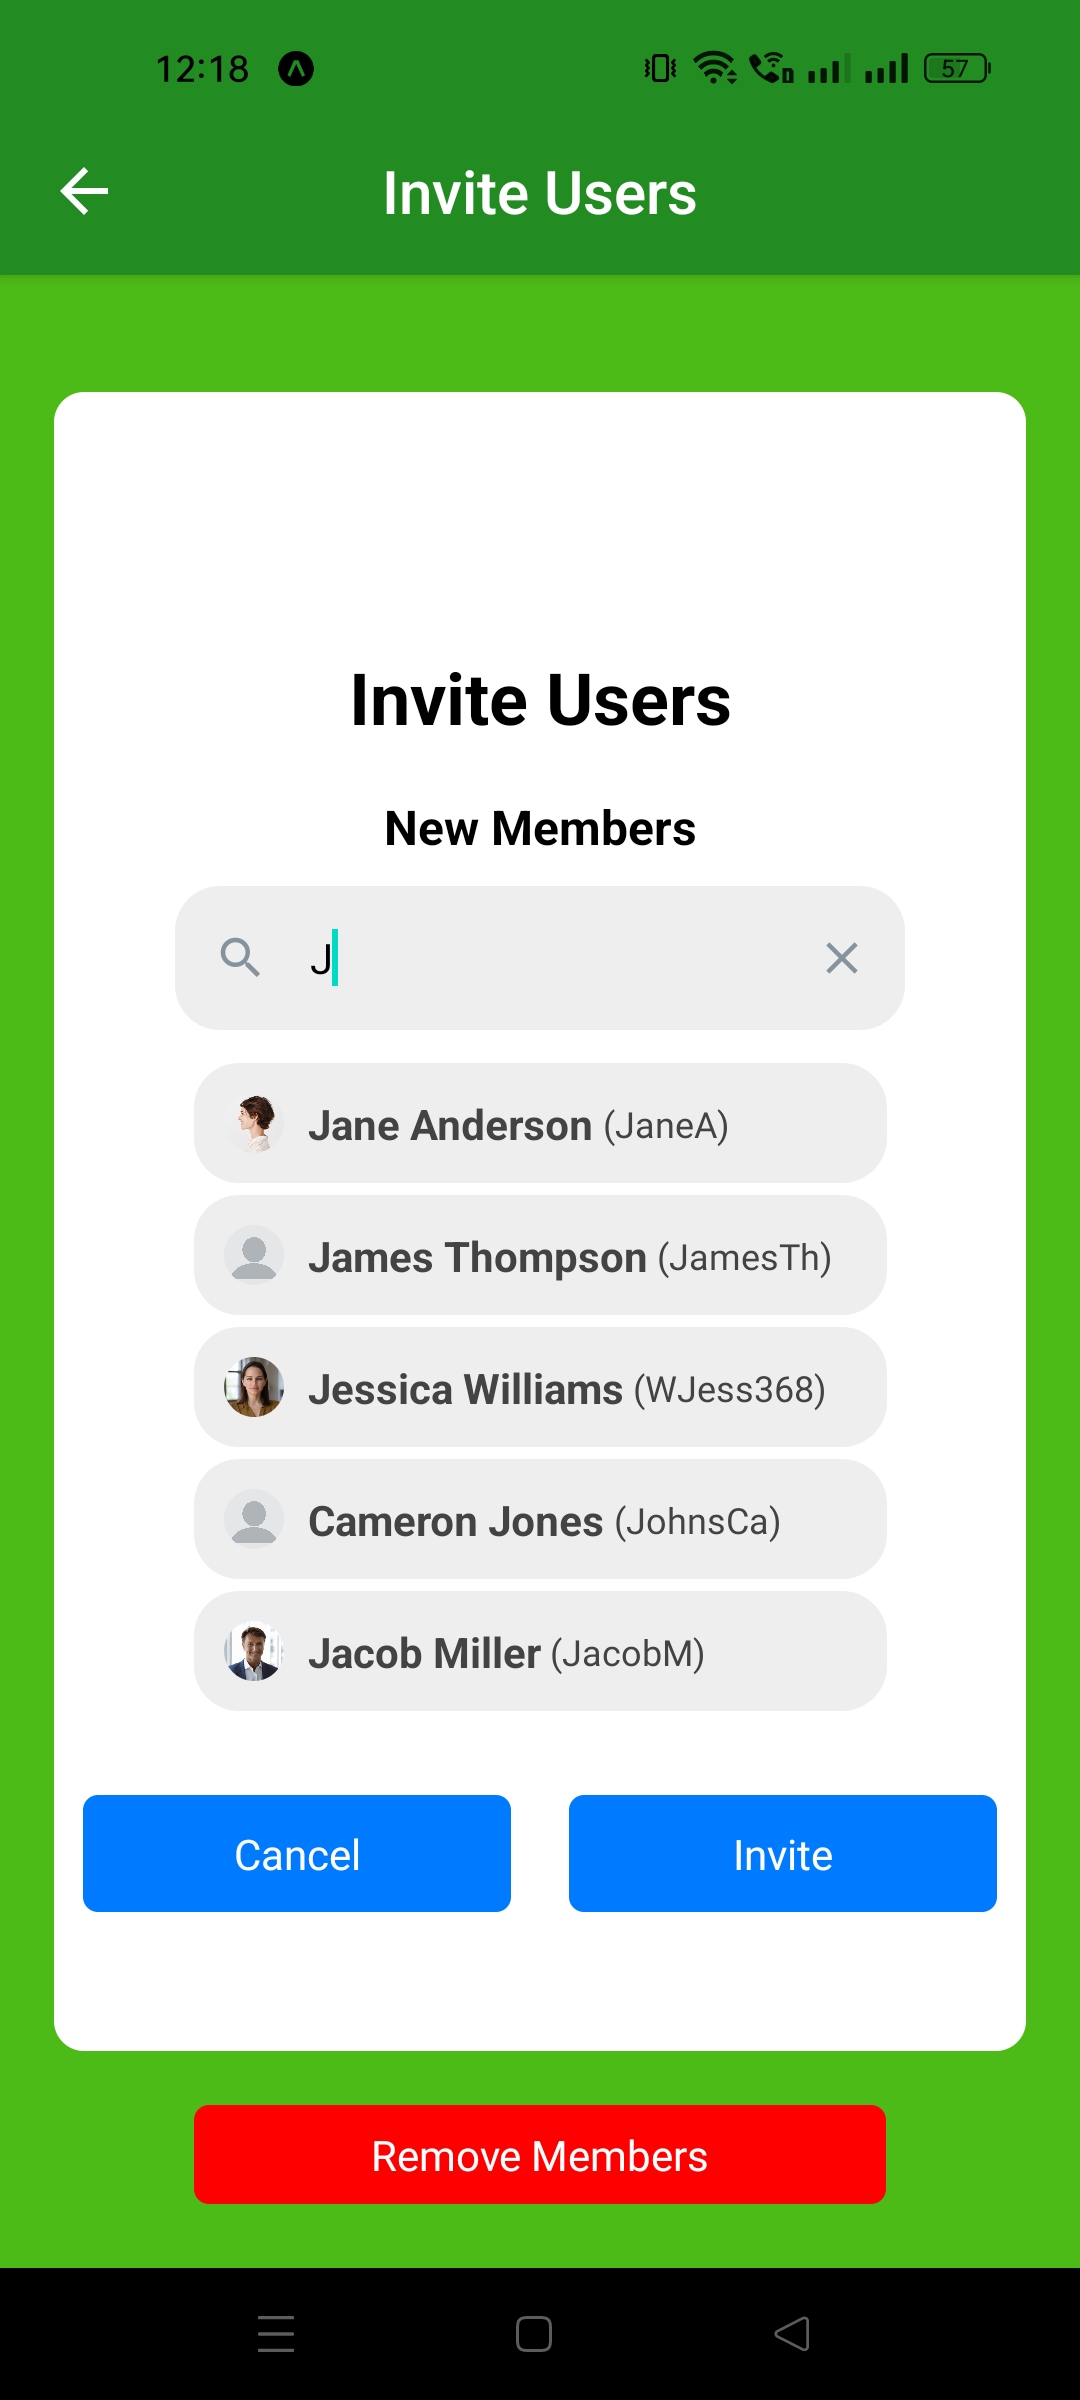 12:18
57
Invite Users
Invite Users
New Members
J
Jane Anderson (JaneA)
James Thompson (JamesTh)
Jessica Williams (WJess368)
Cameron Jones (JohnsCa)
Jacob Miller (JacobM)
Cancel
Invite
Remove Members